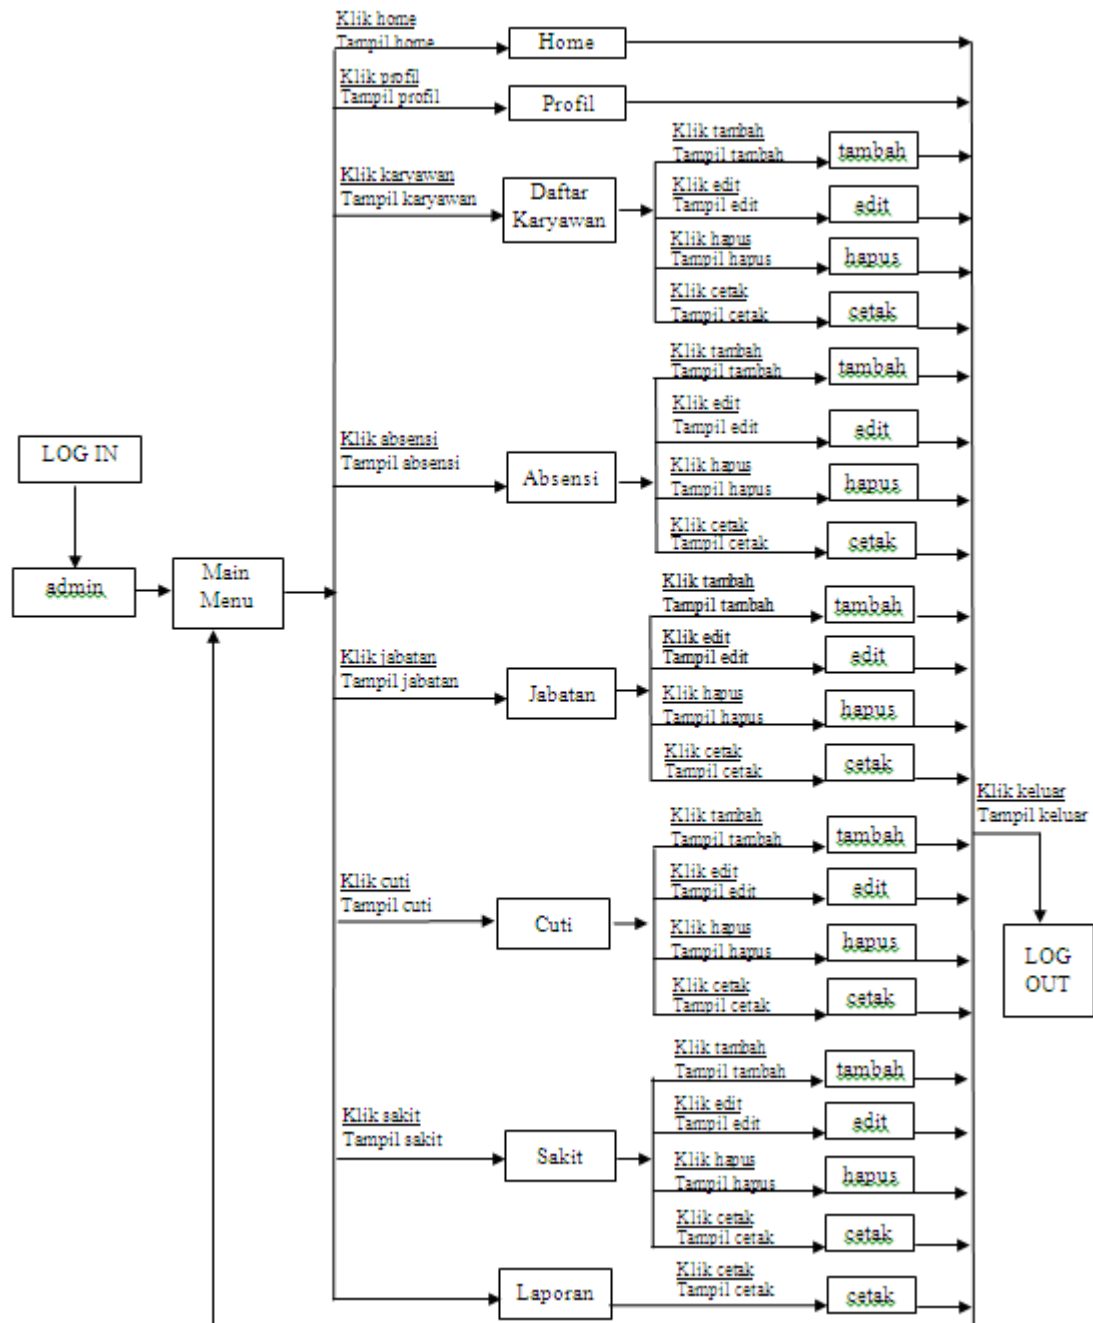 Klik home
Tampil home
Home
Klik profil
Tampil profil
Profil
Klik karyawan
Tampil karyawan
Daftar
Karyawan
Klik tambah
Tampil tambah
tambah
Klik edit
Tampil edit
edit
Klik hapus
Tampil hapus
hapus
Klik cetak
Tampil cetak
cetak
LOG IN
admin
Main
Menu
Klik absensi
Tampil absensi
Absensi
Klik tambah
Tampil tambah
tambah
Klik edit
Tampil edit
edit
Klik hapus
Tampil hapus
hapus
Klik cetak
Tampil cetak
cetak
Klik jabatan
Tampil jabatan
Jabatan
Klik tambah
Tampil tambah
tambah
Klik edit
Tampil edit
edit
Klik hapus
Tampil hapus
hapus
Klik cetak
Tampil cetak
cetak
Klik cuti
Tampil cuti
Cuti
Klik tambah
Tampil tambah
tambah
Klik edit
Tampil edit
edit
Klik hapus
Tampil hapus
hapus
Klik cetak
Tampil cetak
cetak
Klik sakit
Tampil sakit
Sakit
Klik tambah
Tampil tambah
tambah
Klik edit
Tampil edit
edit
Klik hapus
Tampil hapus
hapus
Klik cetak
Tampil cetak
cetak
Laporan
Klik cetak
Tampil cetak
cetak
Klik keluar
Tampil keluar
LOG
OUT